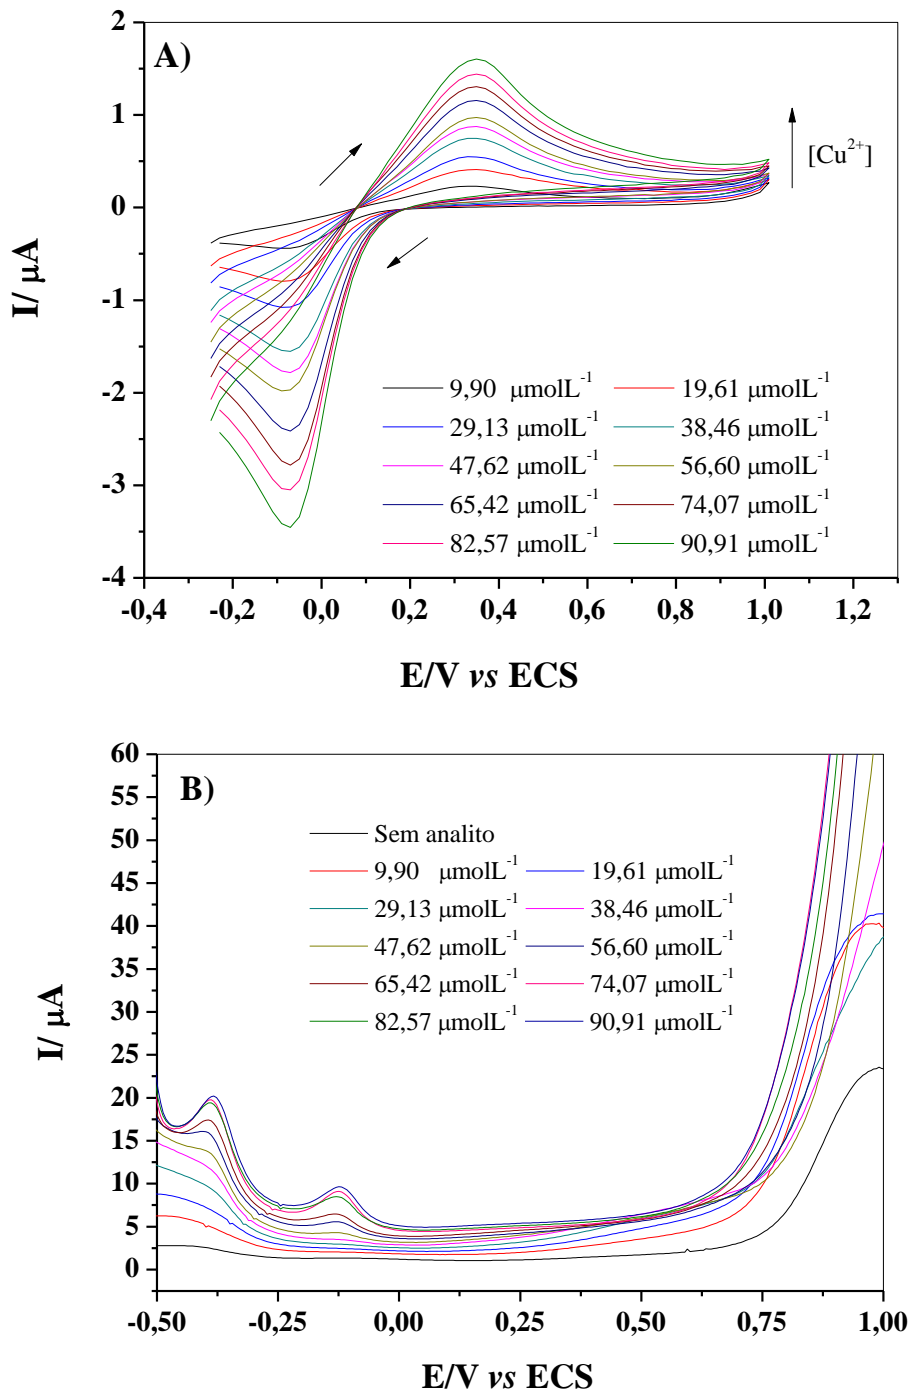 A)
2
1
0
-1
-2
-3
-4
I/ μA
[Cu²⁺]
9,90 μmolL⁻¹ 19,61 μmolL⁻¹
29,13 μmolL⁻¹ 38,46 μmolL⁻¹
47,62 μmolL⁻¹ 56,60 μmolL⁻¹
65,42 μmolL⁻¹ 74,07 μmolL⁻¹
82,57 μmolL⁻¹ 90,91 μmolL⁻¹
-0,4 -0,2 0,0 0,2 0,4 0,6 0,8 1,0 1,2
E/V vs ECS
B)
60
55
50
45
40
35
30
25
20
15
10
5
0
I/ μA
Sem analito
9,90 μmolL⁻¹ 19,61 μmolL⁻¹
29,13 μmolL⁻¹ 38,46 μmolL⁻¹
47,62 μmolL⁻¹ 56,60 μmolL⁻¹
65,42 μmolL⁻¹ 74,07 μmolL⁻¹
82,57 μmolL⁻¹ 90,91 μmolL⁻¹
-0,50 -0,25 0,00 0,25 0,50 0,75 1,00
E/V vs ECS